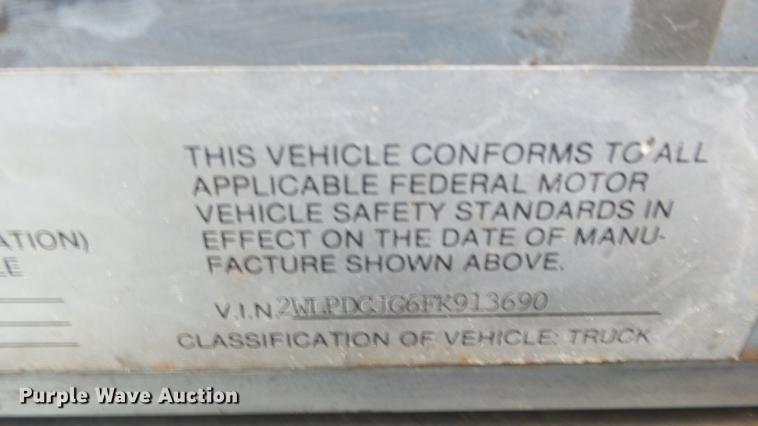 THIS VEHICLE CONFORMS TO ALL
APPLICABLE FEDERAL MOTOR
VEHICLE SAFETY STANDARDS IN
ATION)
EFFECT ON THE DATE OF MANU-
LE
FACTURE SHOWN ABOVE.
V.I.N. 2WLPDCJG6FK913690
CLASSIFICATION OF VEHICLE: TRUCK
Purple Wave Auction